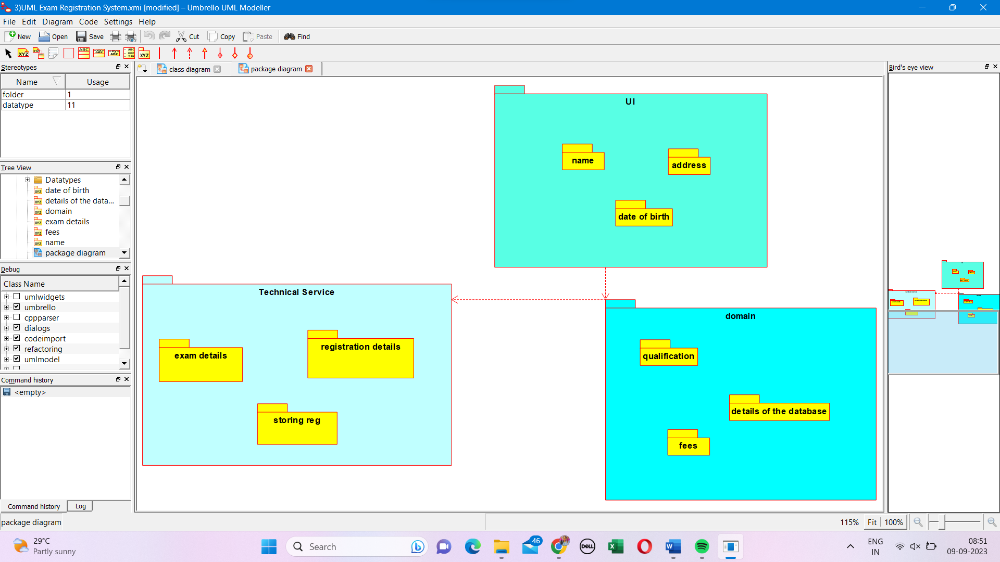 3)UML Exam Registration System.xmi [modified] – Umbrello UML Modeller
File Edit Diagram Code Settings Help
New Open Save Cut Copy Paste Find
Stereotypes
Name Usage
folder 1
datatype 11
Tree View
Datatypes
date of birth
details of the data...
domain
exam details
fees
name
package diagram
Debug
Class Name
umlwidgets
umbrello
cppparser
dialogs
codeimport
refactoring
umlmodel
Command history
<empty>
Command history Log
class diagram package diagram
UI
name
address
date of birth
Technical Service
exam details
registration details
storing reg
domain
qualification
details of the database
fees
Bird's eye view
package diagram
115% Fit 100%
29°C
Partly sunny
Search
46
DELL
ENG
IN
08:51
09-09-2023